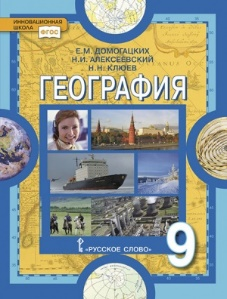 ИННОВАЦИОННАЯ
ШКОЛА
ФГОС
Е.М. ДОМОГАЦКИХ
Н.И. АЛЕКСЕЕВСКИЙ
Н.Н. КЛЮЕВ
ГЕОГРАФИЯ
«РУССКОЕ СЛОВО»
9